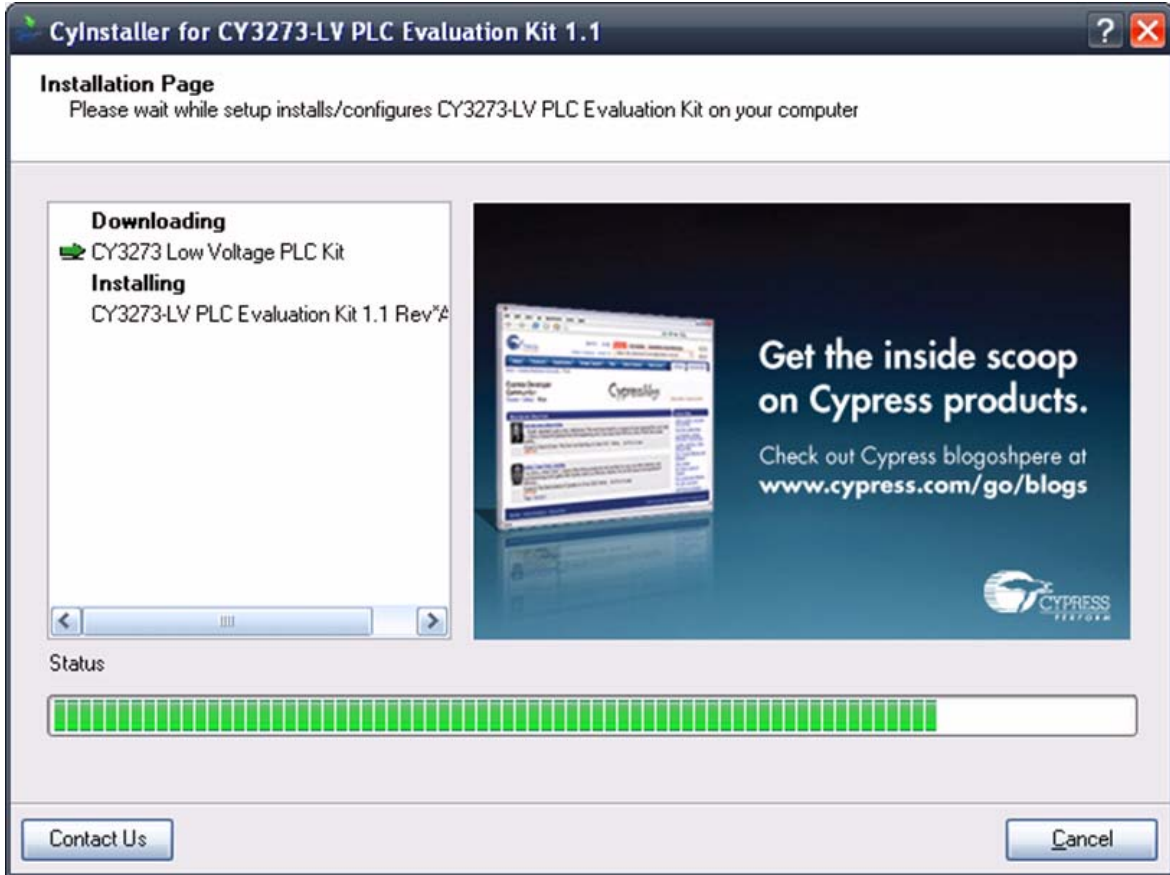 CyInstaller for CY3273-LV PLC Evaluation Kit 1.1
Installation Page
Please wait while setup installs/configures CY3273-LV PLC Evaluation Kit on your computer
Downloading
CY3273 Low Voltage PLC Kit
Installing
CY3273-LV PLC Evaluation Kit 1.1 Rev*A
Get the inside scoop
on Cypress products.
Check out Cypress blogoshpere at
www.cypress.com/go/blogs
CYPRESS
PERFORM
Status
Contact Us
Cancel